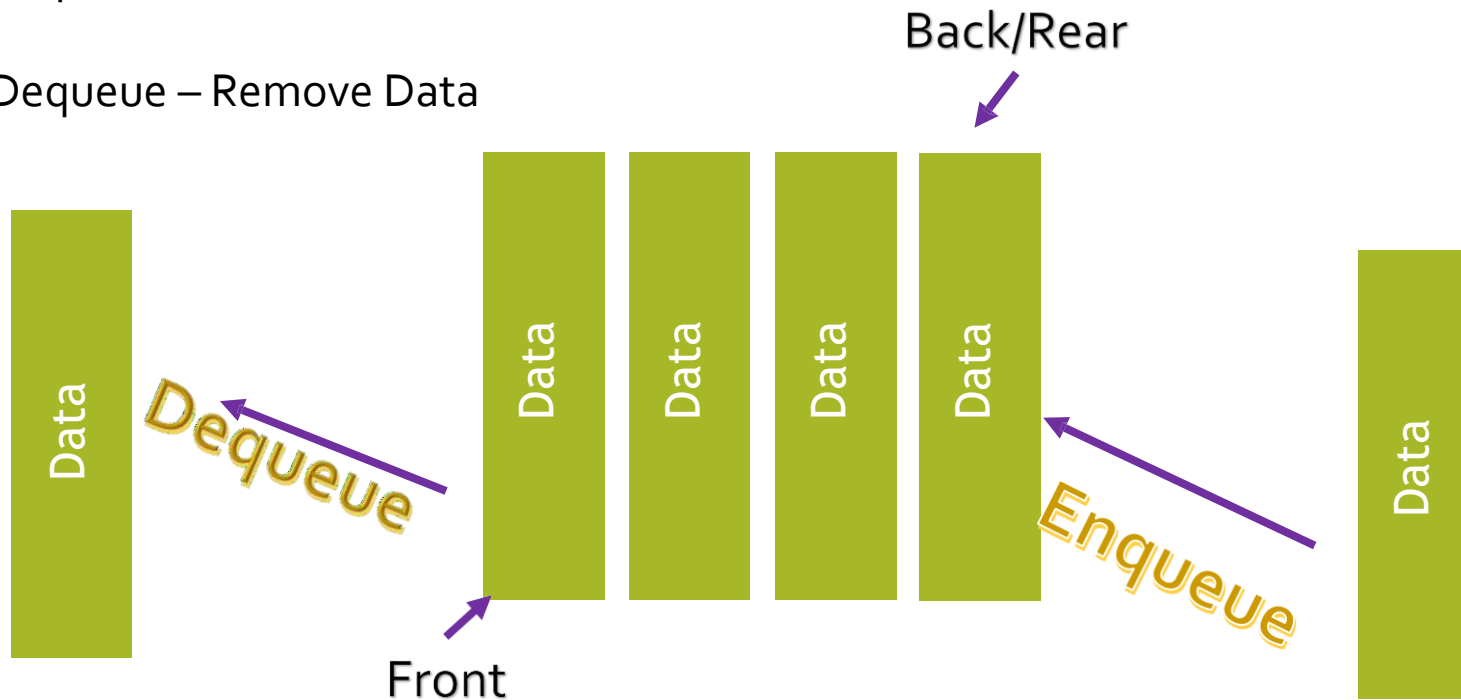 Back/Rear
Dequeue – Remove Data
Data
Dequeue
Data
Data
Data
Data
Enqueue
Data
Front